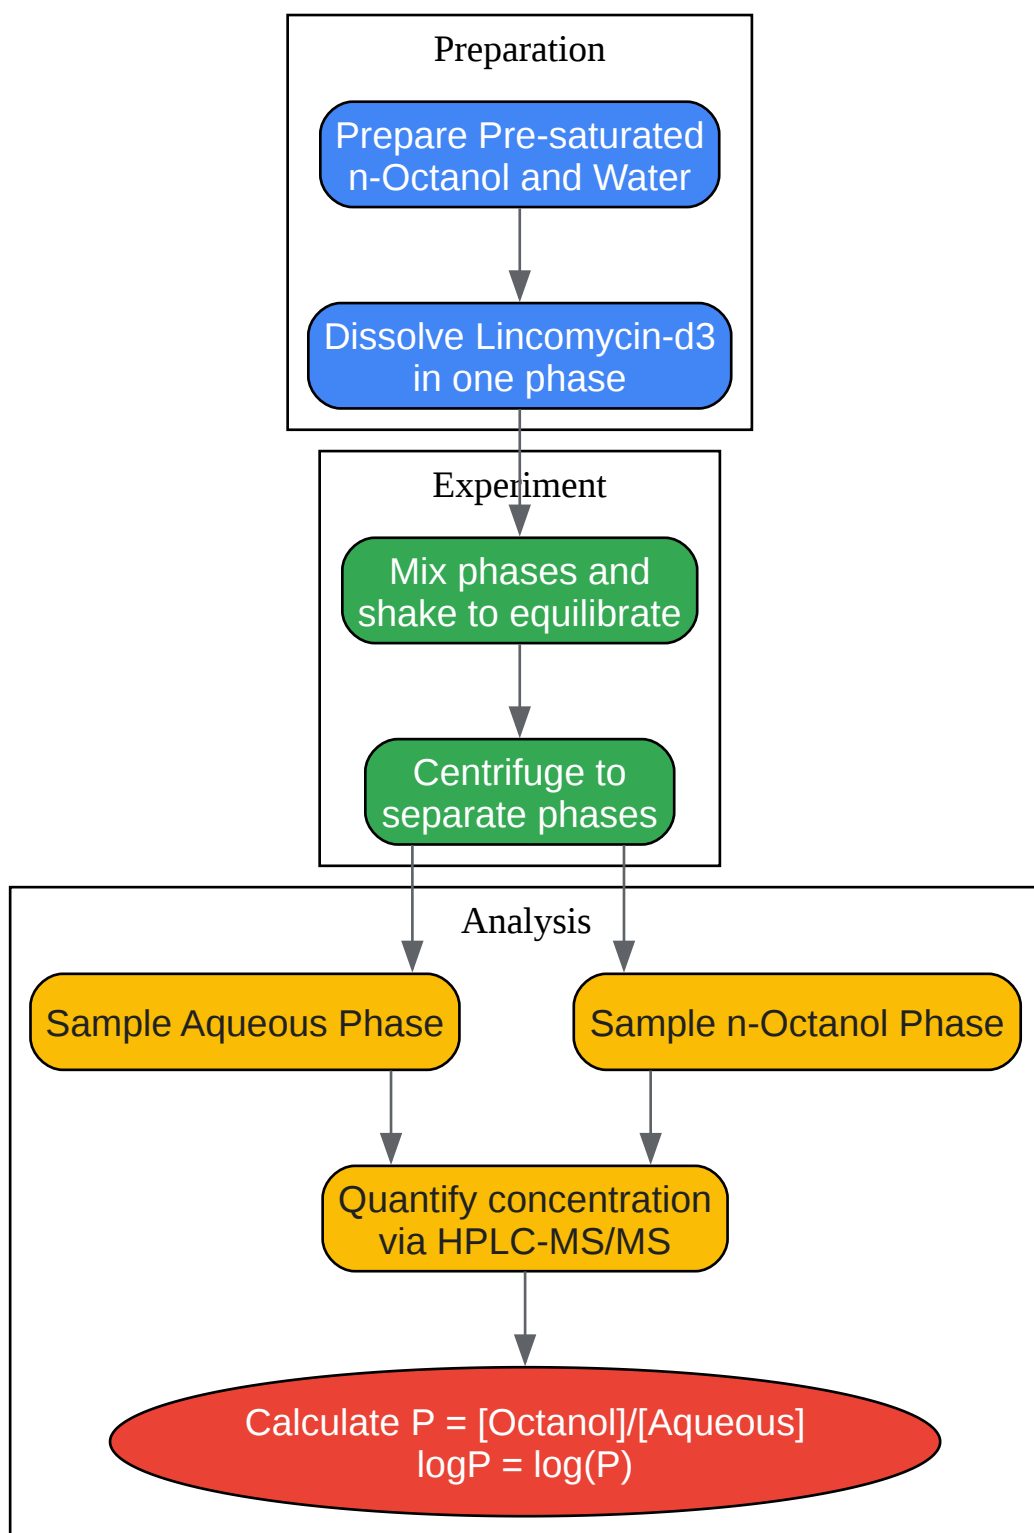 Preparation
Prepare Pre-saturated
n-Octanol and Water
Dissolve Lincomycin-d3
in one phase
Experiment
Mix phases and
shake to equilibrate
Centrifuge to
separate phases
Analysis
Sample Aqueous Phase
Sample n-Octanol Phase
Quantify concentration
via HPLC-MS/MS
Calculate P = [Octanol]/[Aqueous]
logP = log(P)